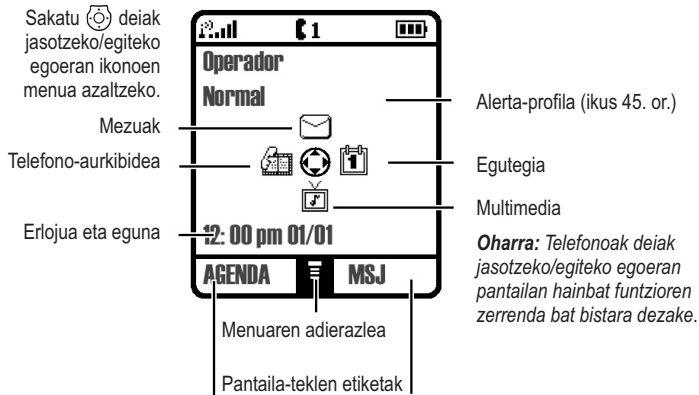 Sakatu deiak
jasotzeko/egiteko
egoeran ikonoen
menua azaltzeko.
Mezuak
Telefono-aurkibidea
Erlojua eta eguna
1
Operador
Normal
1
12: 00 pm 01/01
AGENDA MSJ
Menuaren adierazlea
Pantaila-teklen etiketak
Alerta-profila (ikus 45. or.)
Egutegia
Multimedia
Oharra: Telefonoak deiak
jasotzeko/egiteko egoeran
pantailan hainbat funtzioren
zerrenda bat bistara dezake.